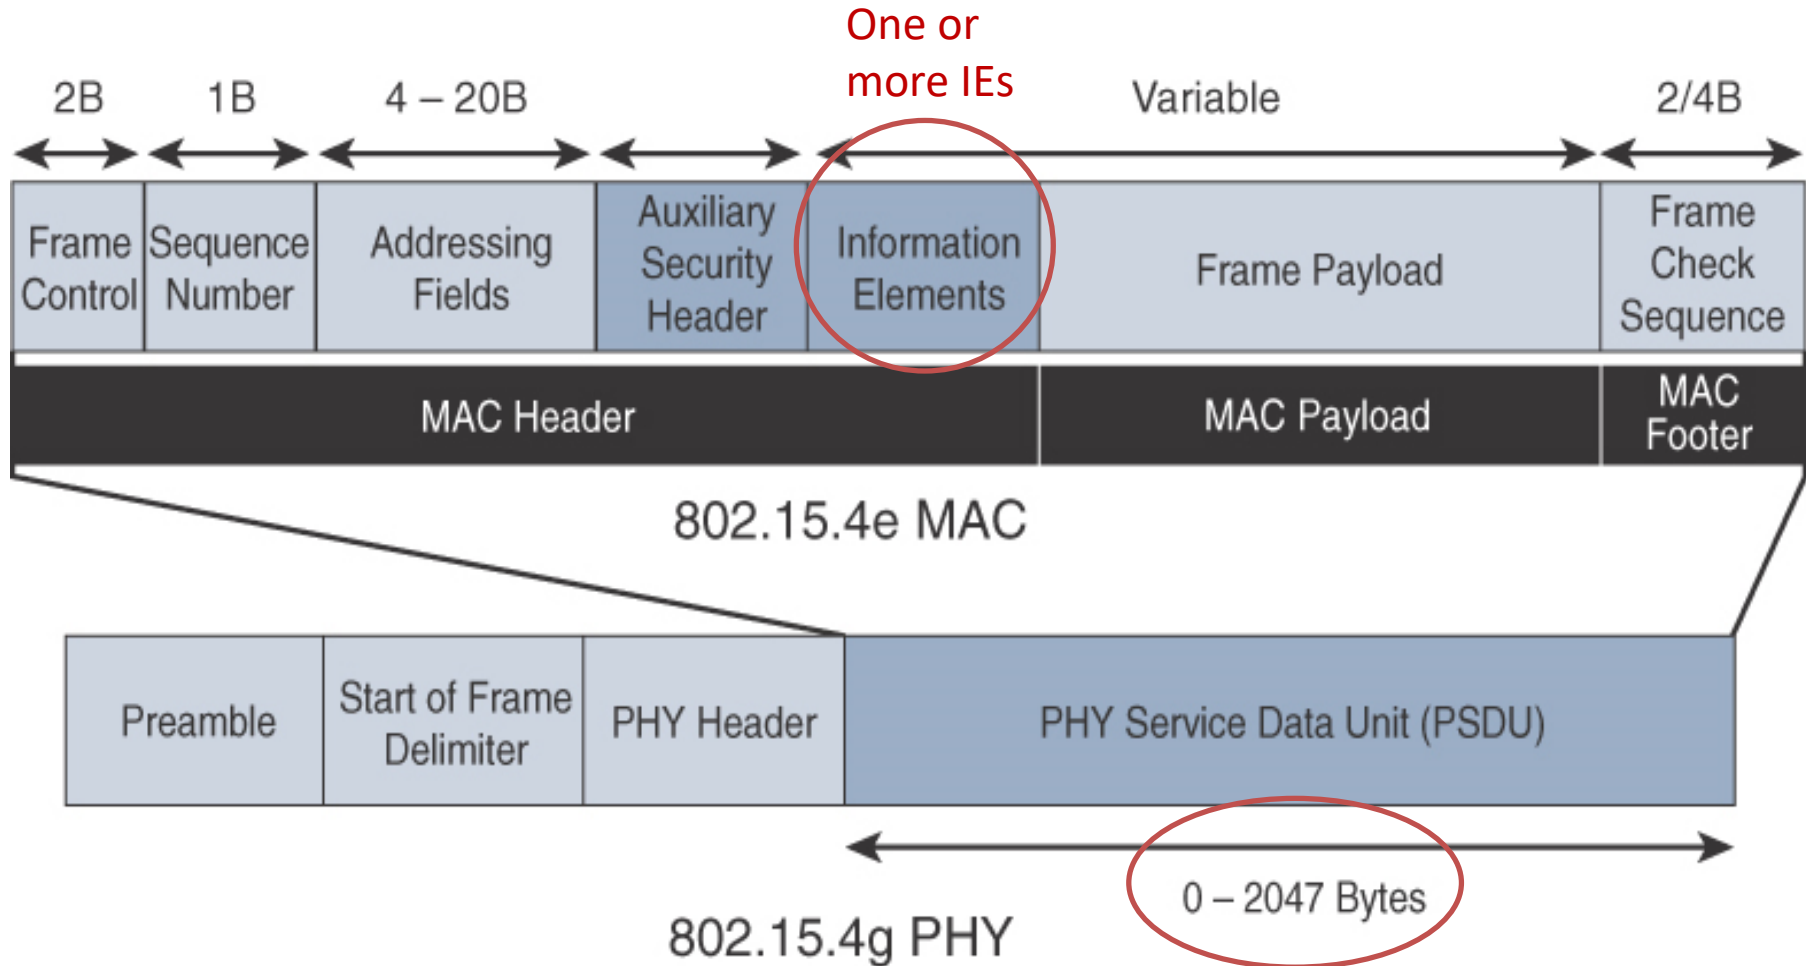 One or
more IEs
2B
1B
4 – 20B
Variable
2/4B
Frame
Control
Sequence
Number
Addressing
Fields
Auxiliary
Security
Header
Information
Elements
Frame Payload
Frame
Check
Sequence
MAC Header
MAC Payload
MAC
Footer
802.15.4e MAC
Preamble
Start of Frame
Delimiter
PHY Header
PHY Service Data Unit (PSDU)
0 – 2047 Bytes
802.15.4g PHY